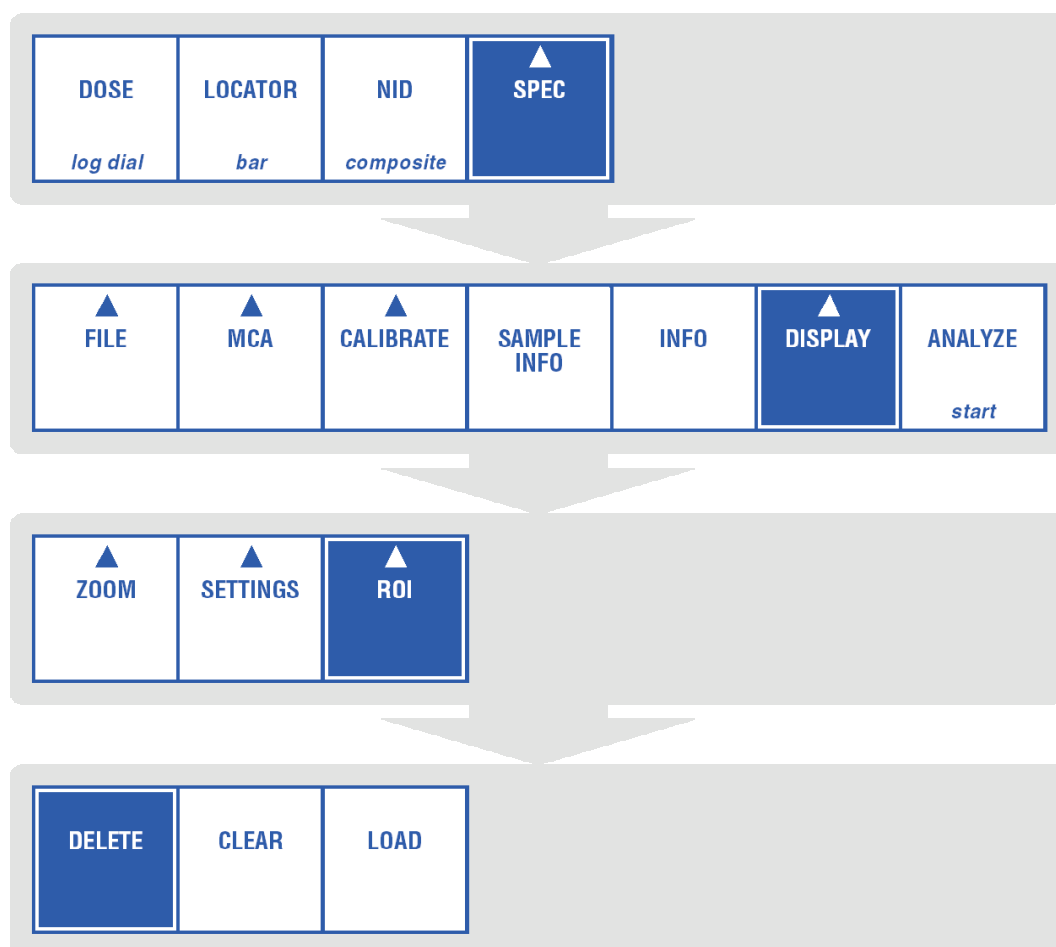 DOSE
log dial
LOCATOR
bar
NID
composite
SPEC
FILE
MCA
CALIBRATE
SAMPLE
INFO
INFO
DISPLAY
ANALYZE
start
ZOOM
SETTINGS
ROI
DELETE
CLEAR
LOAD